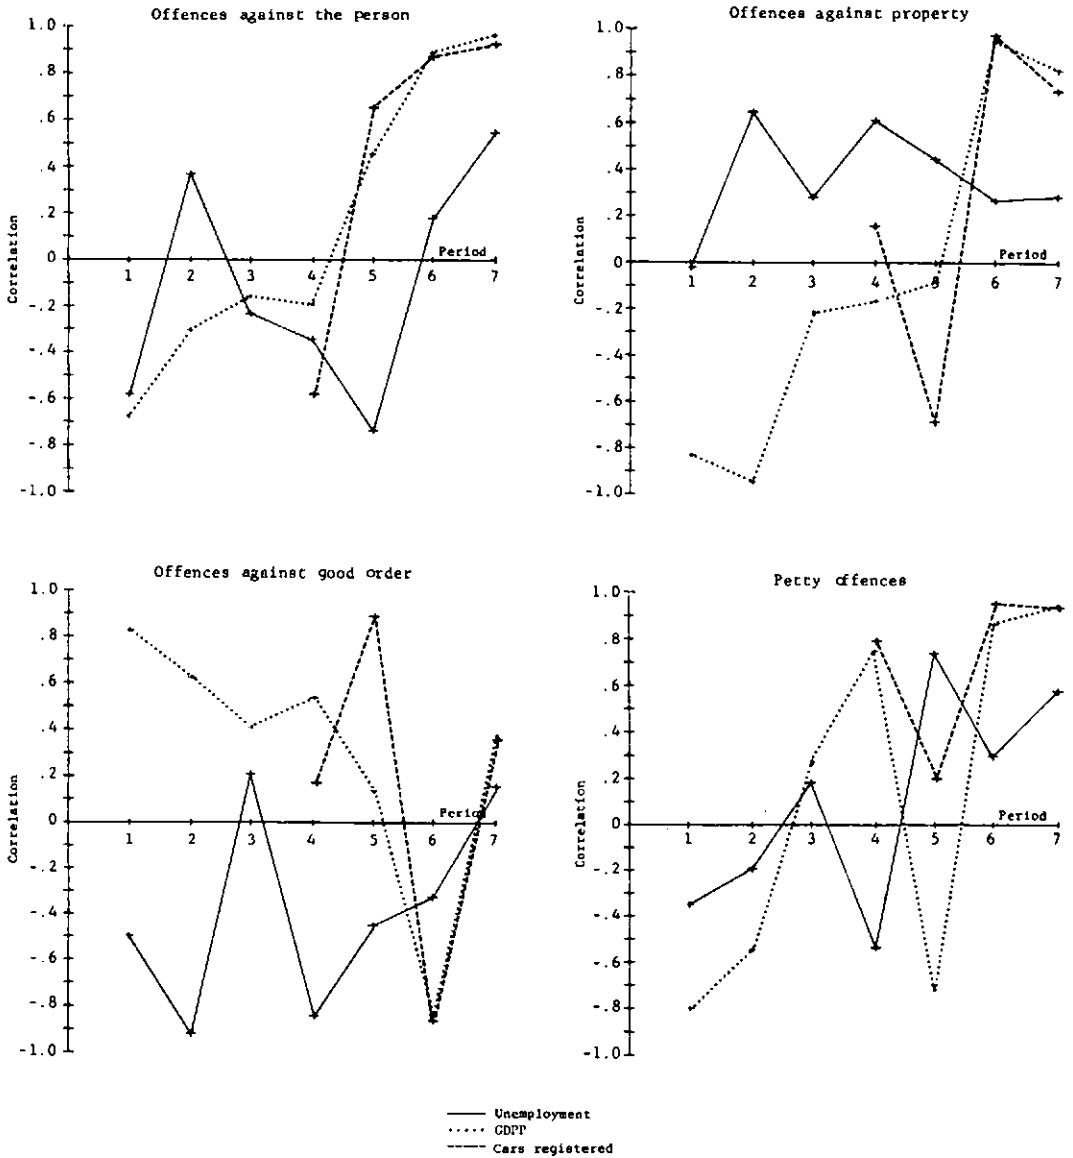 Offences against the person
1.0
.8
.6
.4
.2
0
-.2
-.4
-.6
-.8
-1.0
Correlation
Period
1 2 3 4 5 6 7
Offences against property
1.0
.8
.6
.4
.2
0
-.2
-.4
-.6
-.8
-1.0
Correlation
Period
1 2 3 4 5 6 7
Offences against good order
1.0
.8
.6
.4
.2
0
-.2
-.4
-.6
-.8
-1.0
Correlation
Period
1 2 3 4 5 6 7
Petty offences
1.0
.8
.6
.4
.2
0
-.2
-.4
-.6
-.8
-1.0
Correlation
Period
1 2 3 4 5 6 7
Unemployment
GDPP
Cars registered